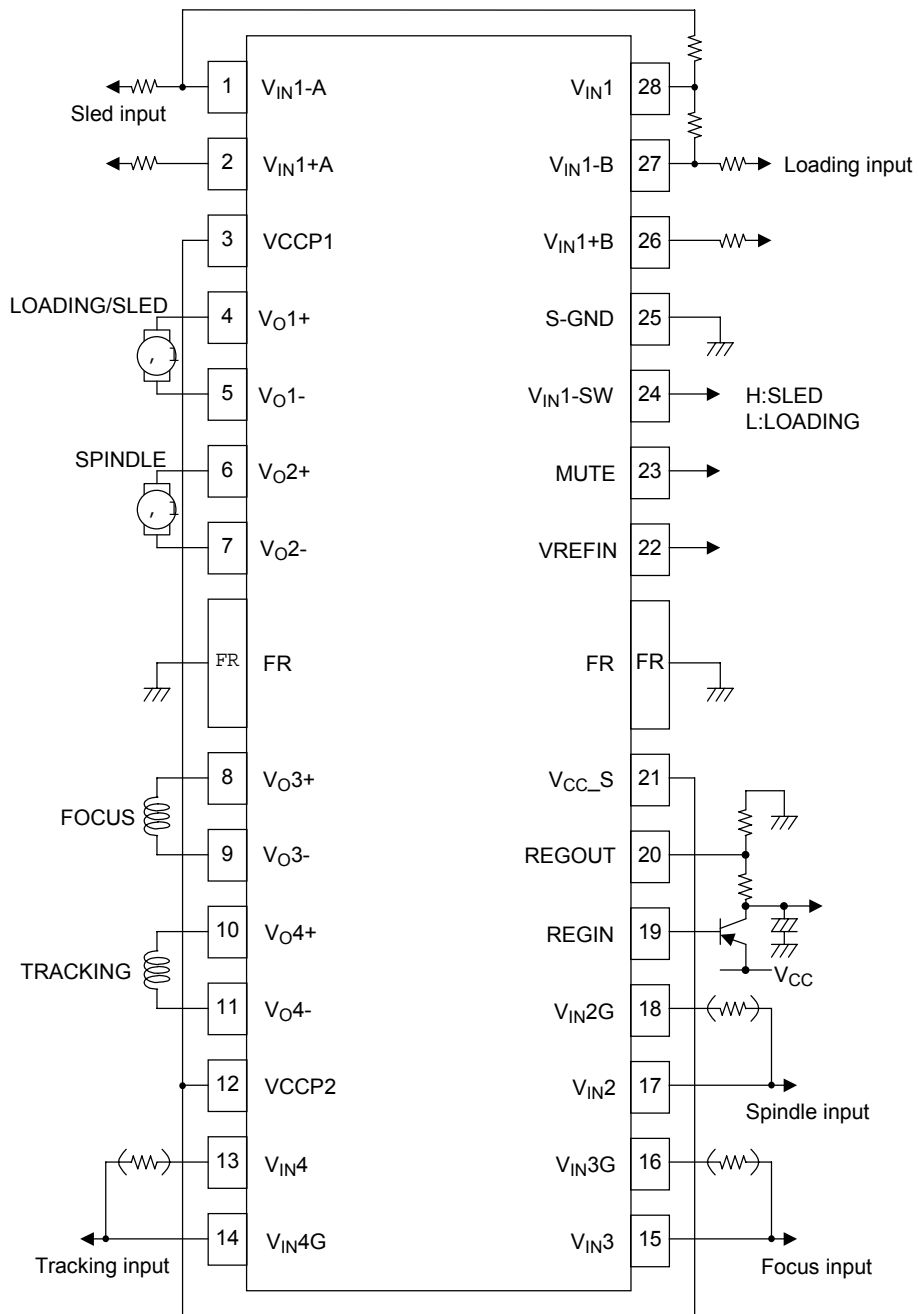 1 VIN1-A VIN1 28
Sled input
2 VIN1+A VIN1-B 27 Loading input
3 VCCP1 VIN1+B 26
LOADING/SLED
4 VO1+ S-GND 25
5 VO1- VIN1-SW 24 H:SLED
L:LOADING
SPINDLE
6 VO2+ MUTE 23
7 VO2- VREFIN 22
FR FR FR FR
8 VO3+ VCC_S 21
FOCUS
9 VO3- REGOUT 20
10 VO4+ REGIN 19
TRACKING
VCC
11 VO4- VIN2G 18
12 VCCP2 VIN2 17
Spindle input
13 VIN4 VIN3G 16
14 VIN4G VIN3 15
Tracking input Focus input